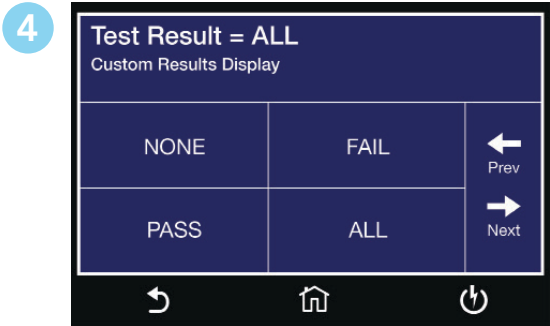 4
Test Result = ALL
Custom Results Display
NONE
FAIL
Prev
PASS
ALL
Next